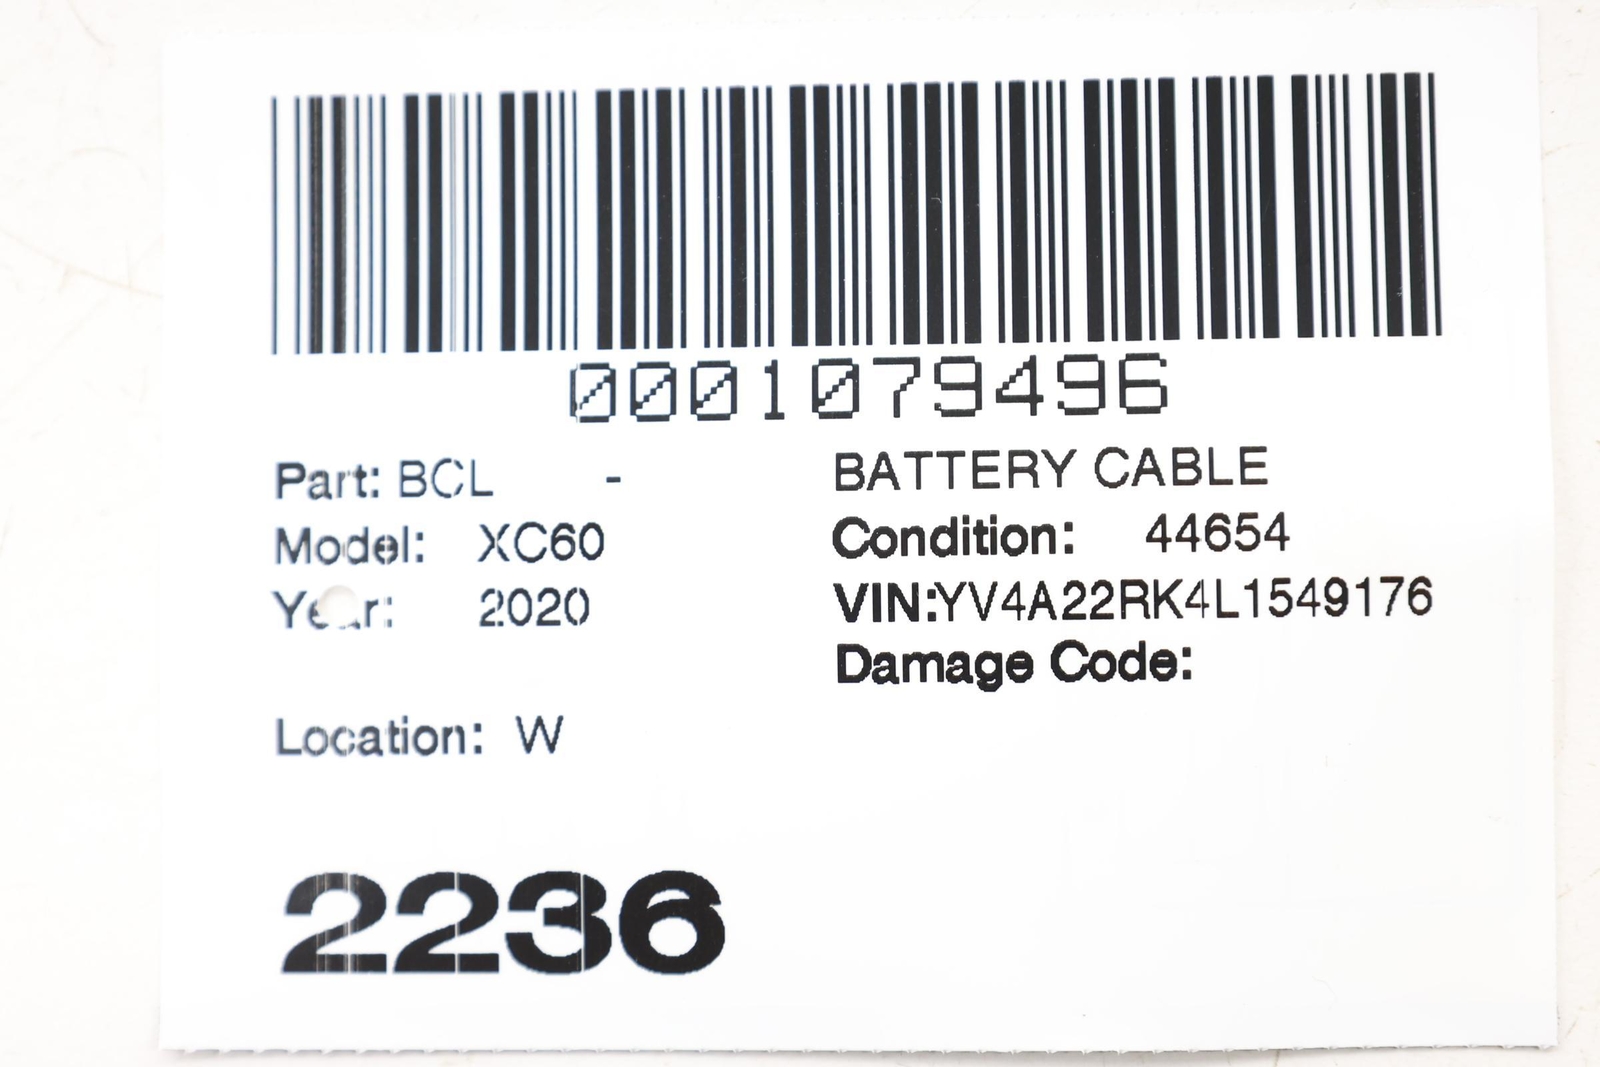 0001079496
Part: BCL - BATTERY CABLE
Model: XC60 Condition: 44654
Year: 2020 VIN:YV4A22RK4L1549176
Damage Code:
Location: W
2236